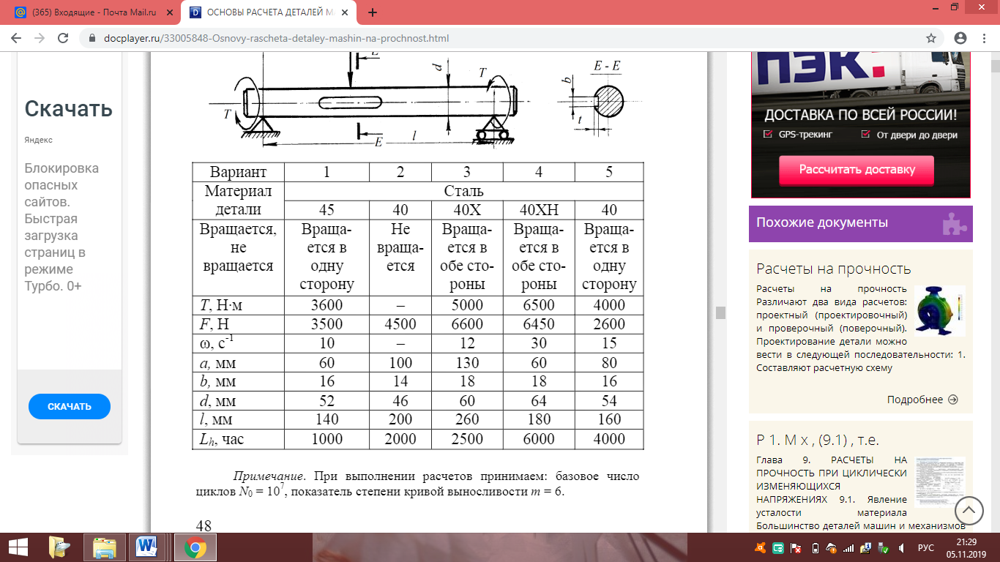 (365) Входящие - Почта Mail.ru
ОСНОВЫ РАСЧЕТА ДЕТАЛЕЙ М
docplayer.ru/33005848-Osnovy-rascheta-detaley-mashin-na-prochnost.html
Скачать
Яндекс
Блокировка
опасных
сайтов.
Быстрая
загрузка
страниц в
режиме
Турбо. 0+
СКАЧАТЬ
d
T
T
E
l
E - E
b
t
Вариант 1 2 3 4 5
Материал детали Сталь
45 40 40Х 40ХН 40
Вращается, Враща- Не Враща- Враща- Враща-
не ется в враща- ется в ется в ется в
вращается одну ется обе сто- обе сто- одну
сторону роны роны сторону
T, Н·м 3600 – 5000 6500 4000
F, Н 3500 4500 6600 6450 2600
ω, с-1 10 – 12 30 15
a, мм 60 100 130 60 80
b, мм 16 14 18 18 16
d, мм 52 46 60 64 54
l, мм 140 200 260 180 160
Lh, час 1000 2000 2500 6000 4000
Примечание. При выполнении расчетов принимаем: базовое число
циклов N0 = 107, показатель степени кривой выносливости m = 6.
48
ПЭК.
ДОСТАВКА ПО ВСЕЙ РОССИИ!
GPS-трекинг От двери до двери
Рассчитать доставку
Похожие документы
Расчеты на прочность
Расчеты на прочность
Различают два вида расчетов:
проектный (проектировочный)
и проверочный (поверочный).
Проектирование детали можно
вести в следующей последовательности: 1.
Составляют расчетную схему
Подробнее
Р 1. М х , (9.1) , т.е.
Глава 9. РАСЧЕТЫ НА
ПРОЧНОСТЬ ПРИ ЦИКЛИЧЕСКИ
ИЗМЕНЯЮЩИХСЯ
НАПРЯЖЕНИЯХ 9.1. Явление
усталости материала
Большинство деталей машин и механизмов
РУС
21:29
05.11.2019